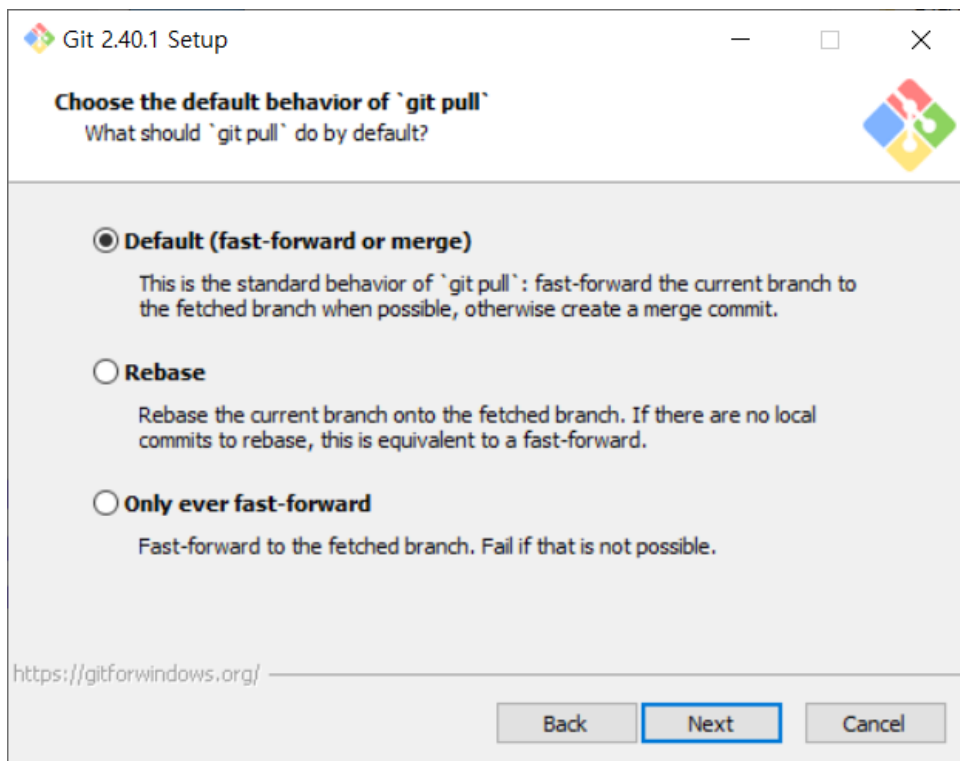 Git 2.40.1 Setup
Choose the default behavior of `git pull`
What should `git pull` do by default?
Default (fast-forward or merge)
This is the standard behavior of `git pull`: fast-forward the current branch to
the fetched branch when possible, otherwise create a merge commit.
Rebase
Rebase the current branch onto the fetched branch. If there are no local
commits to rebase, this is equivalent to a fast-forward.
Only ever fast-forward
Fast-forward to the fetched branch. Fail if that is not possible.
https://gitforwindows.org/
Back Next Cancel